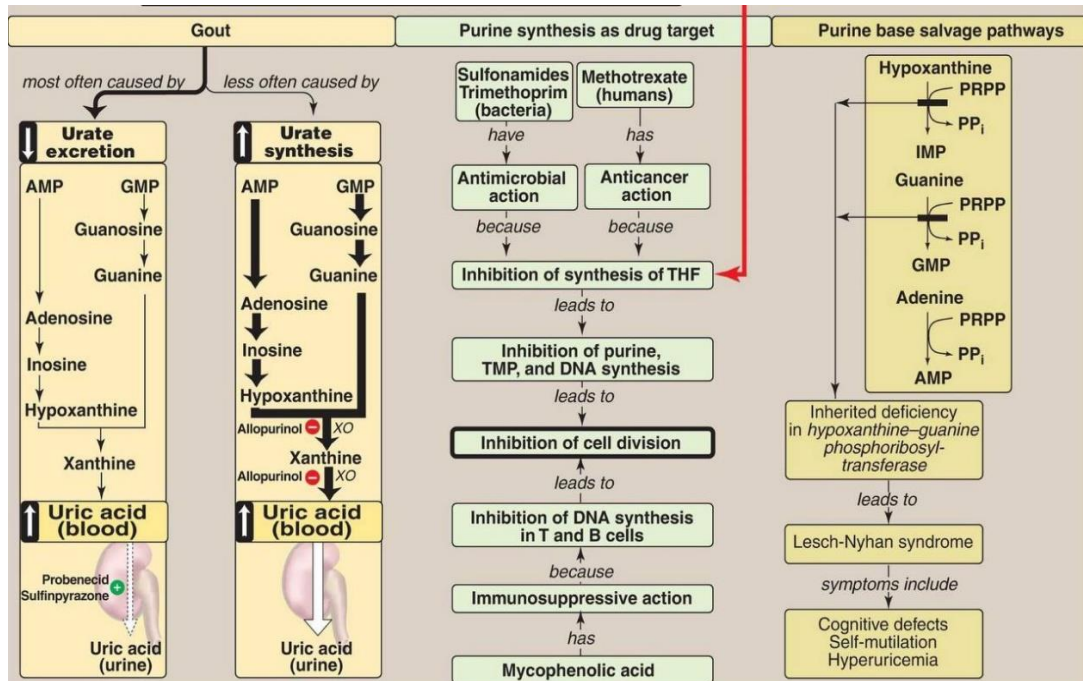 Gout
most often caused by
less often caused by
Urate
excretion
AMP
GMP
Guanosine
Guanine
Adenosine
Inosine
Hypoxanthine
Xanthine
Uric acid
(blood)
Probenecid
Sulfinpyrazone
Uric acid
(urine)
Urate
synthesis
AMP
GMP
Guanosine
Guanine
Adenosine
Inosine
Hypoxanthine
Allopurinol
XO
Xanthine
Allopurinol
XO
Uric acid
(blood)
Uric acid
(urine)
Purine synthesis as drug target
Sulfonamides
Trimethoprim
(bacteria)
Methotrexate
(humans)
have
has
Antimicrobial
action
Anticancer
action
because
because
Inhibition of synthesis of THF
leads to
Inhibition of purine,
TMP, and DNA synthesis
leads to
Inhibition of cell division
leads to
Inhibition of DNA synthesis
in T and B cells
because
Immunosuppressive action
has
Mycophenolic acid
Purine base salvage pathways
Hypoxanthine
PRPP
PPi
IMP
Guanine
PRPP
PPi
GMP
Adenine
PRPP
PPi
AMP
Inherited deficiency
in hypoxanthine–guanine
phosphoribosyl-
transferase
leads to
Lesch-Nyhan syndrome
symptoms include
Cognitive defects
Self-mutilation
Hyperuricemia